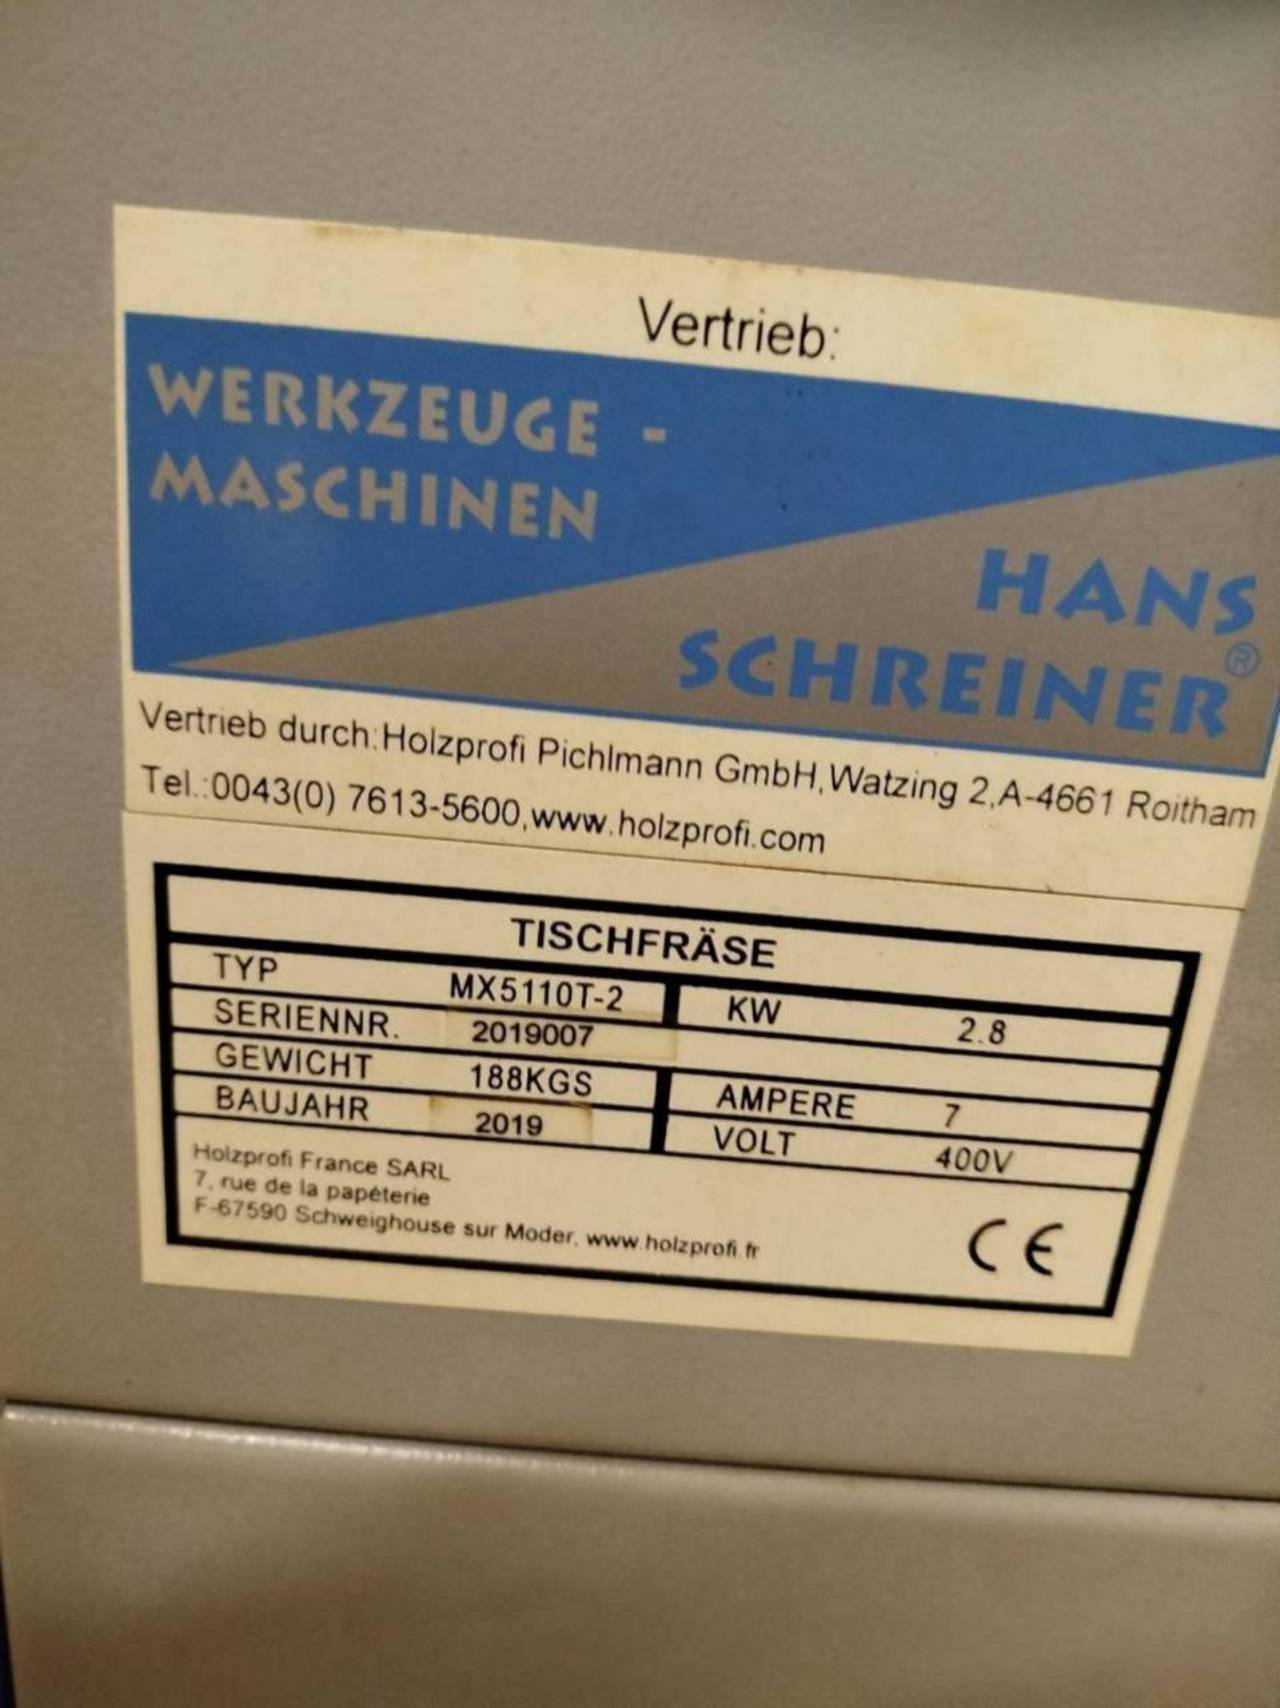 Vertrieb:
WERKZEUGE -
MASCHINEN
HANS
SCHREINER®
Vertrieb durch:Holzprofi Pichlmann GmbH,Watzing 2,A-4661 Roitham
Tel.:0043(0) 7613-5600,www.holzprofi.com
TISCHFRÄSE
TYP MX5110T-2 KW 2.8
SERIENNR. 2019007
GEWICHT 188KGS AMPERE 7
BAUJAHR 2019 VOLT 400V
Holzprofi France SARL
7, rue de la papéterie
F-67590 Schweighouse sur Moder, www.holzprofi.fr
CE